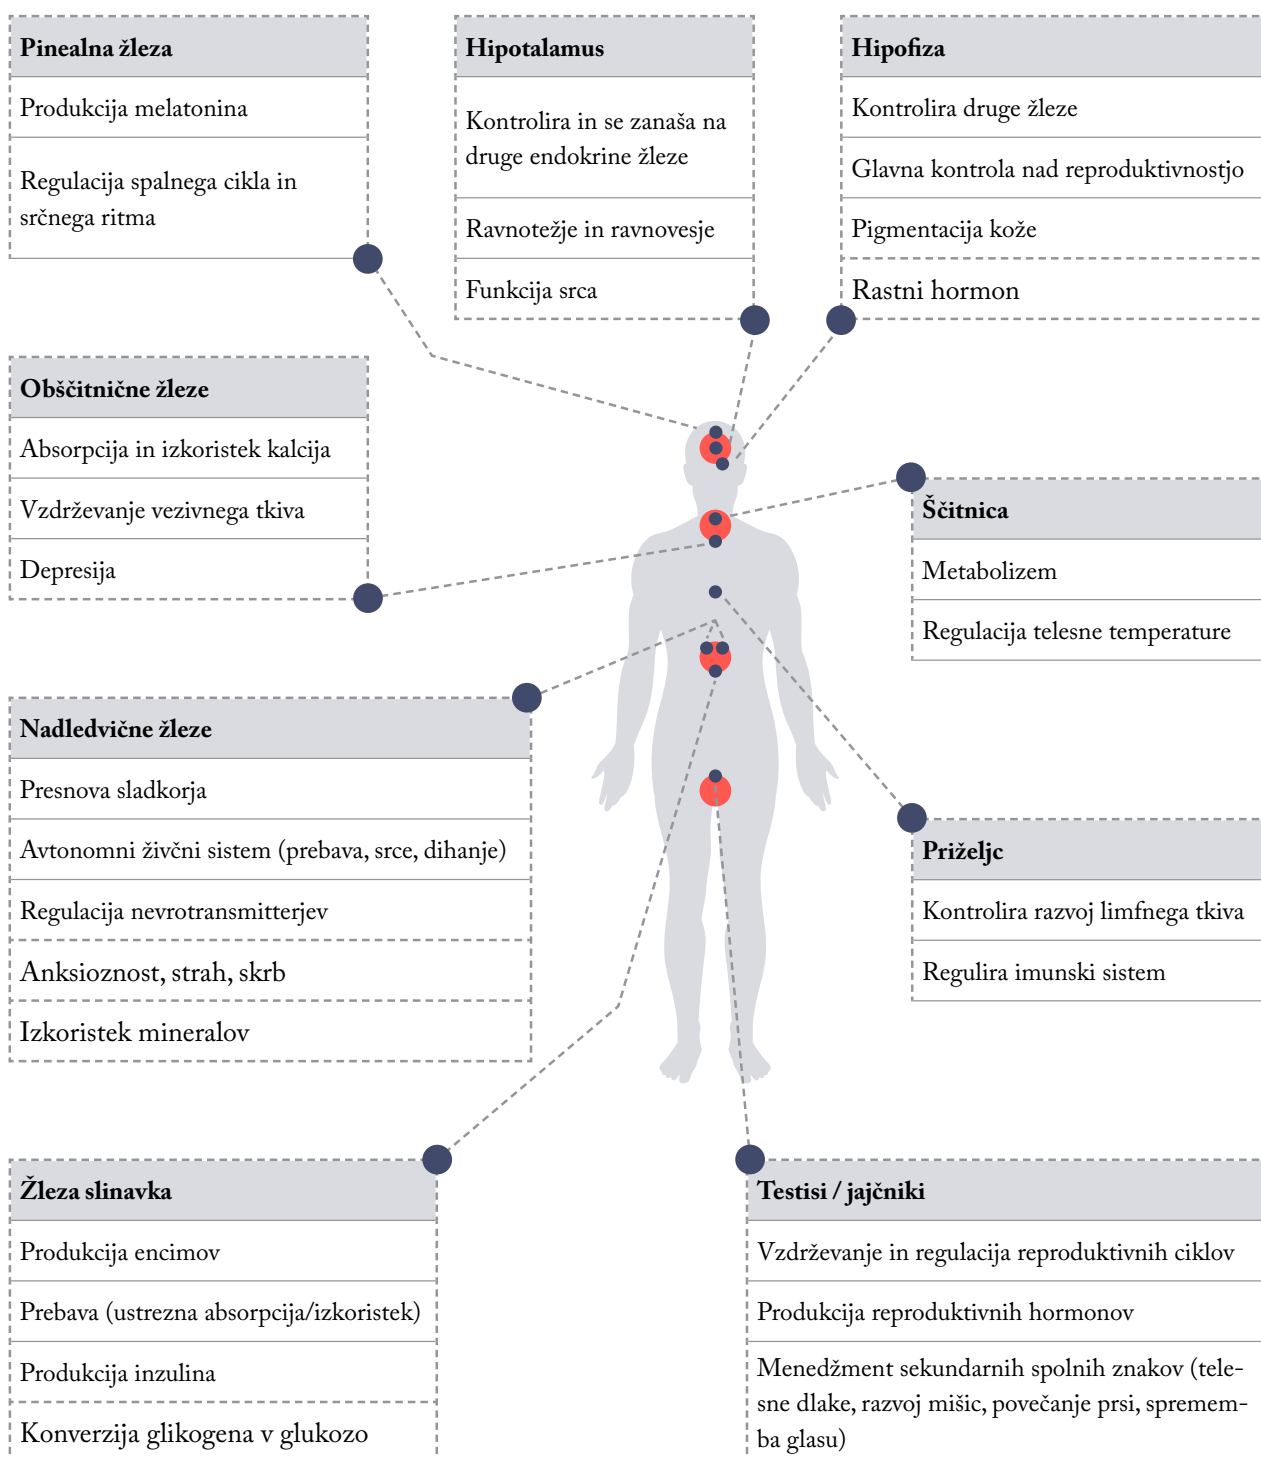 Pinealna žleza
Produkcija melatonina
Regulacija spalnega cikla in
srčnega ritma
Hipotalamus
Kontrolira in se zanaša na
druge endokrine žleze
Ravnotežje in ravnovesje
Funkcija srca
Hipofiza
Kontrolira druge žleze
Glavna kontrola nad reproduktivnostjo
Pigmentacija kože
Rastni hormon
Obščitnične žleze
Absorpcija in izkoristek kalcija
Vzdrževanje vezivnega tkiva
Depresija
Ščitnica
Metabolizem
Regulacija telesne temperature
Nadledvične žleze
Presnova sladkorja
Avtonomni živčni sistem (prebava, srce, dihanje)
Regulacija nevrotransmitterjev
Anksioznost, strah, skrb
Izkoristek mineralov
Priželjc
Kontrolira razvoj limfnega tkiva
Regulira imunski sistem
Žleza slinavka
Produkcija encimov
Prebava (ustrezna absorpcija/izkoristek)
Produkcija inzulina
Konverzija glikogena v glukozo
Testisi / jajčniki
Vzdrževanje in regulacija reproduktivnih ciklov
Produkcija reproduktivnih hormonov
Menedžment sekundarnih spolnih znakov (tele-
sne dlake, razvoj mišic, povečanje prsi, spremem-
ba glasu)